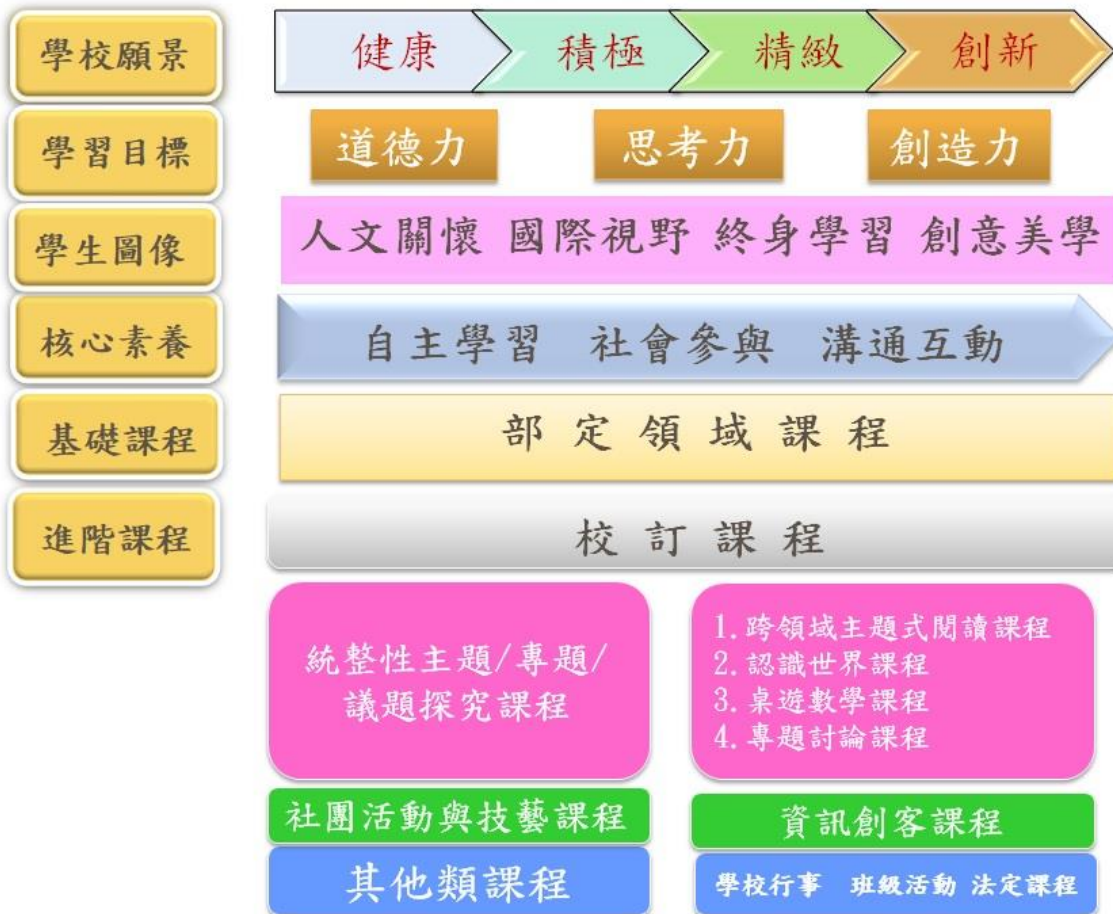 學校願景
健康 積極 精緻 創新
學習目標
道德力 思考力 創造力
學生圖像
人文關懷 國際視野 終身學習 創意美學
核心素養
自主學習 社會參與 溝通互動
基礎課程
部定領域課程
進階課程
校訂課程
統整性主題/專題/
議題探究課程
1.跨領域主題式閱讀課程
2.認識世界課程
3.桌遊數學課程
4.專題討論課程
社團活動與技藝課程
資訊創客課程
其他類課程
學校行事 班級活動 法定課程